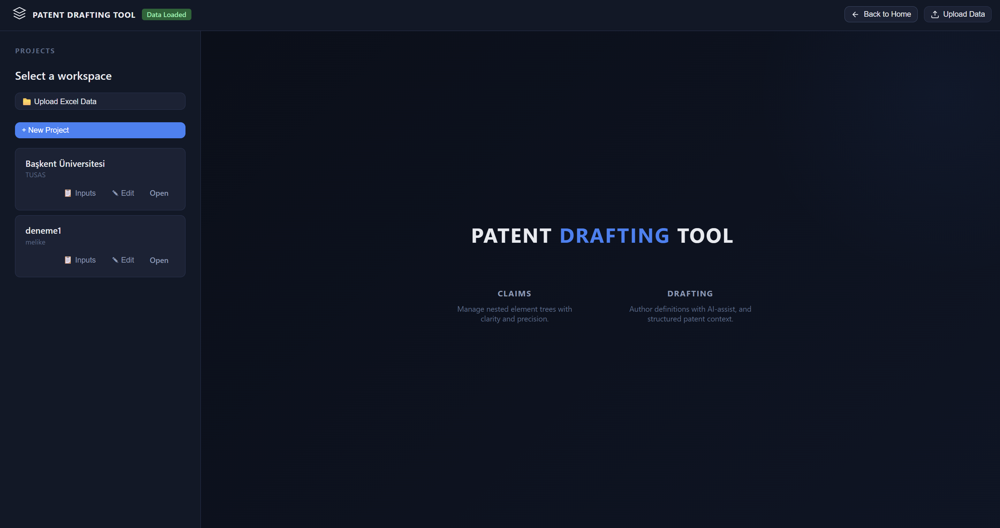 PATENT DRAFTING TOOL
Data Loaded
Back to Home
Upload Data
PROJECTS
Select a workspace
Upload Excel Data
+ New Project
Başkent Üniversitesi
TUSAS
Inputs
Edit
Open
deneme1
melike
Inputs
Edit
Open
PATENT DRAFTING TOOL
CLAIMS
Manage nested element trees with
clarity and precision.
DRAFTING
Author definitions with AI-assist, and
structured patent context.